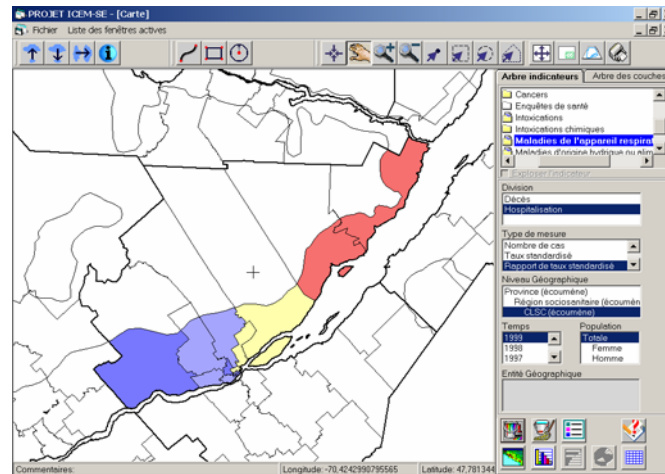 PROJET ICEM-SE - [Carte]
Fichier Liste des fenêtres actives
Arbre indicateurs Arbre des couches
Cancers
Enquêtes de santé
Intoxications
Intoxications chimiques
Maladies de l'appareil respirat
Maladies d'origine hydrique ou alim
Explorer l'indicateur
Division
Décès
Hospitalisation
Type de mesure
Nombre de cas
Taux standardisé
Rapport de taux standardisé
Niveau Géographique
Province (écoumène)
Région sociosanitaire (écoumèn
CLSC (écoumène)
Temps Population
1999 Totale
1998 Femme
1997 Homme
Entité Géographique
Commentaires: Longitude: -70,4242990795565 Latitude: 47,781344